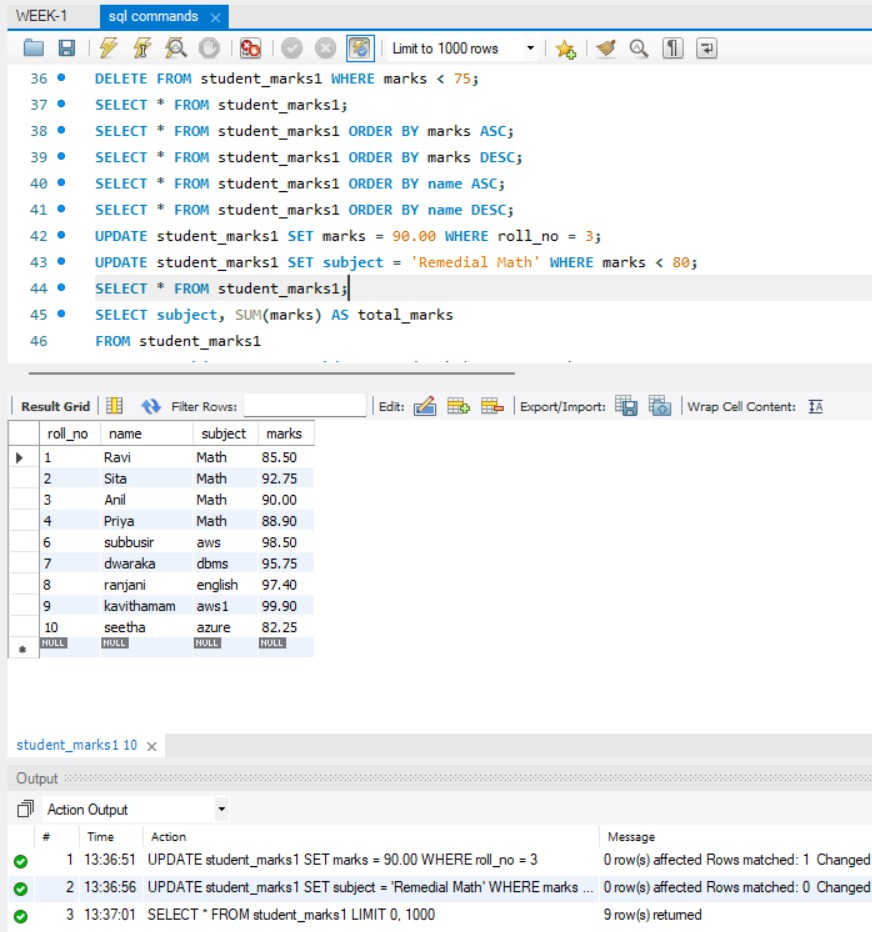 WEEK-1 sql commands
Limit to 1000 rows
36 DELETE FROM student_marks1 WHERE marks < 75;
37 SELECT * FROM student_marks1;
38 SELECT * FROM student_marks1 ORDER BY marks ASC;
39 SELECT * FROM student_marks1 ORDER BY marks DESC;
40 SELECT * FROM student_marks1 ORDER BY name ASC;
41 SELECT * FROM student_marks1 ORDER BY name DESC;
42 UPDATE student_marks1 SET marks = 90.00 WHERE roll_no = 3;
43 UPDATE student_marks1 SET subject = 'Remedial Math' WHERE marks < 80;
44 SELECT * FROM student_marks1;
45 SELECT subject, SUM(marks) AS total_marks
46 FROM student_marks1
Result Grid Filter Rows: Edit: Export/Import: Wrap Cell Content:
roll_no name subject marks
1 Ravi Math 85.50
2 Sita Math 92.75
3 Anil Math 90.00
4 Priya Math 88.90
6 subbusir aws 98.50
7 dwaraka dbms 95.75
8 ranjani english 97.40
9 kavithamam aws1 99.90
10 seetha azure 82.25
NULL NULL NULL NULL
student_marks1 10
Output
Action Output
# Time Action Message
1 13:36:51 UPDATE student_marks1 SET marks = 90.00 WHERE roll_no = 3 0 row(s) affected Rows matched: 1 Changed
2 13:36:56 UPDATE student_marks1 SET subject = 'Remedial Math' WHERE marks ... 0 row(s) affected Rows matched: 0 Changed
3 13:37:01 SELECT * FROM student_marks1 LIMIT 0, 1000 9 row(s) returned